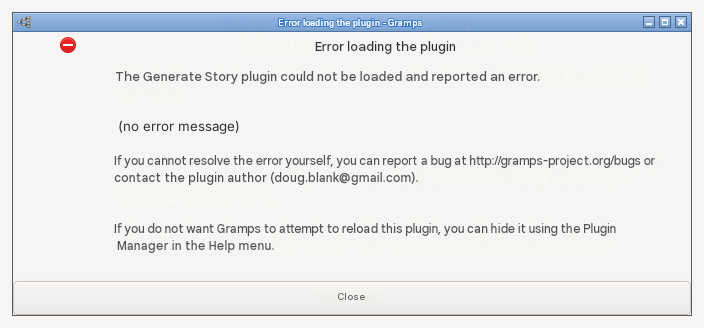 Error loading the plugin - Gramps
Error loading the plugin
The Generate Story plugin could not be loaded and reported an error.
(no error message)
If you cannot resolve the error yourself, you can report a bug at http://gramps-project.org/bugs or
contact the plugin author (doug.blank@gmail.com).
If you do not want Gramps to attempt to reload this plugin, you can hide it using the Plugin
Manager in the Help menu.
Close